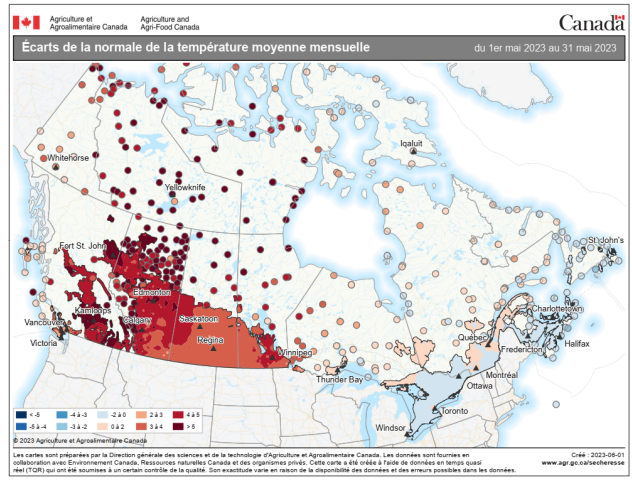 Agriculture et
Agroalimentaire Canada
Agriculture and
Agri-Food Canada
Canada
Écarts de la normale de la température moyenne mensuelle
du 1er mai 2023 au 31 mai 2023
Iqaluit
Whitehorse
Yellowknife
St. John's
Fort St. John
Edmonton
Charlottetown
Kamloops
Calgary
Saskatoon
Vancouver
Québec
Halifax
Fredericton
Victoria
Regina
Winnipeg
Montréal
Thunder Bay
Ottawa
Toronto
Windsor
< -5
-4 à -3
-2 à 0
2 à 3
4 à 5
-5 à -4
-3 à -2
0 à 2
3 à 4
> 5
© 2023 Agriculture et Agroalimentaire Canada
Les cartes sont préparées par la Direction générale des sciences et de la technologie d'Agriculture et Agroalimentaire Canada. Les données sont fournies en
collaboration avec Environnement Canada, Ressources naturelles Canada et des organismes privés. Cette carte a été créée à l'aide de données en temps quasi
réel (TQR) qui ont été soumises à un certain contrôle de la qualité. Son exactitude varie en raison de la disponibilité des données et des erreurs possibles dans les données.
Créé : 2023-06-01
www.agr.gc.ca/secheresse